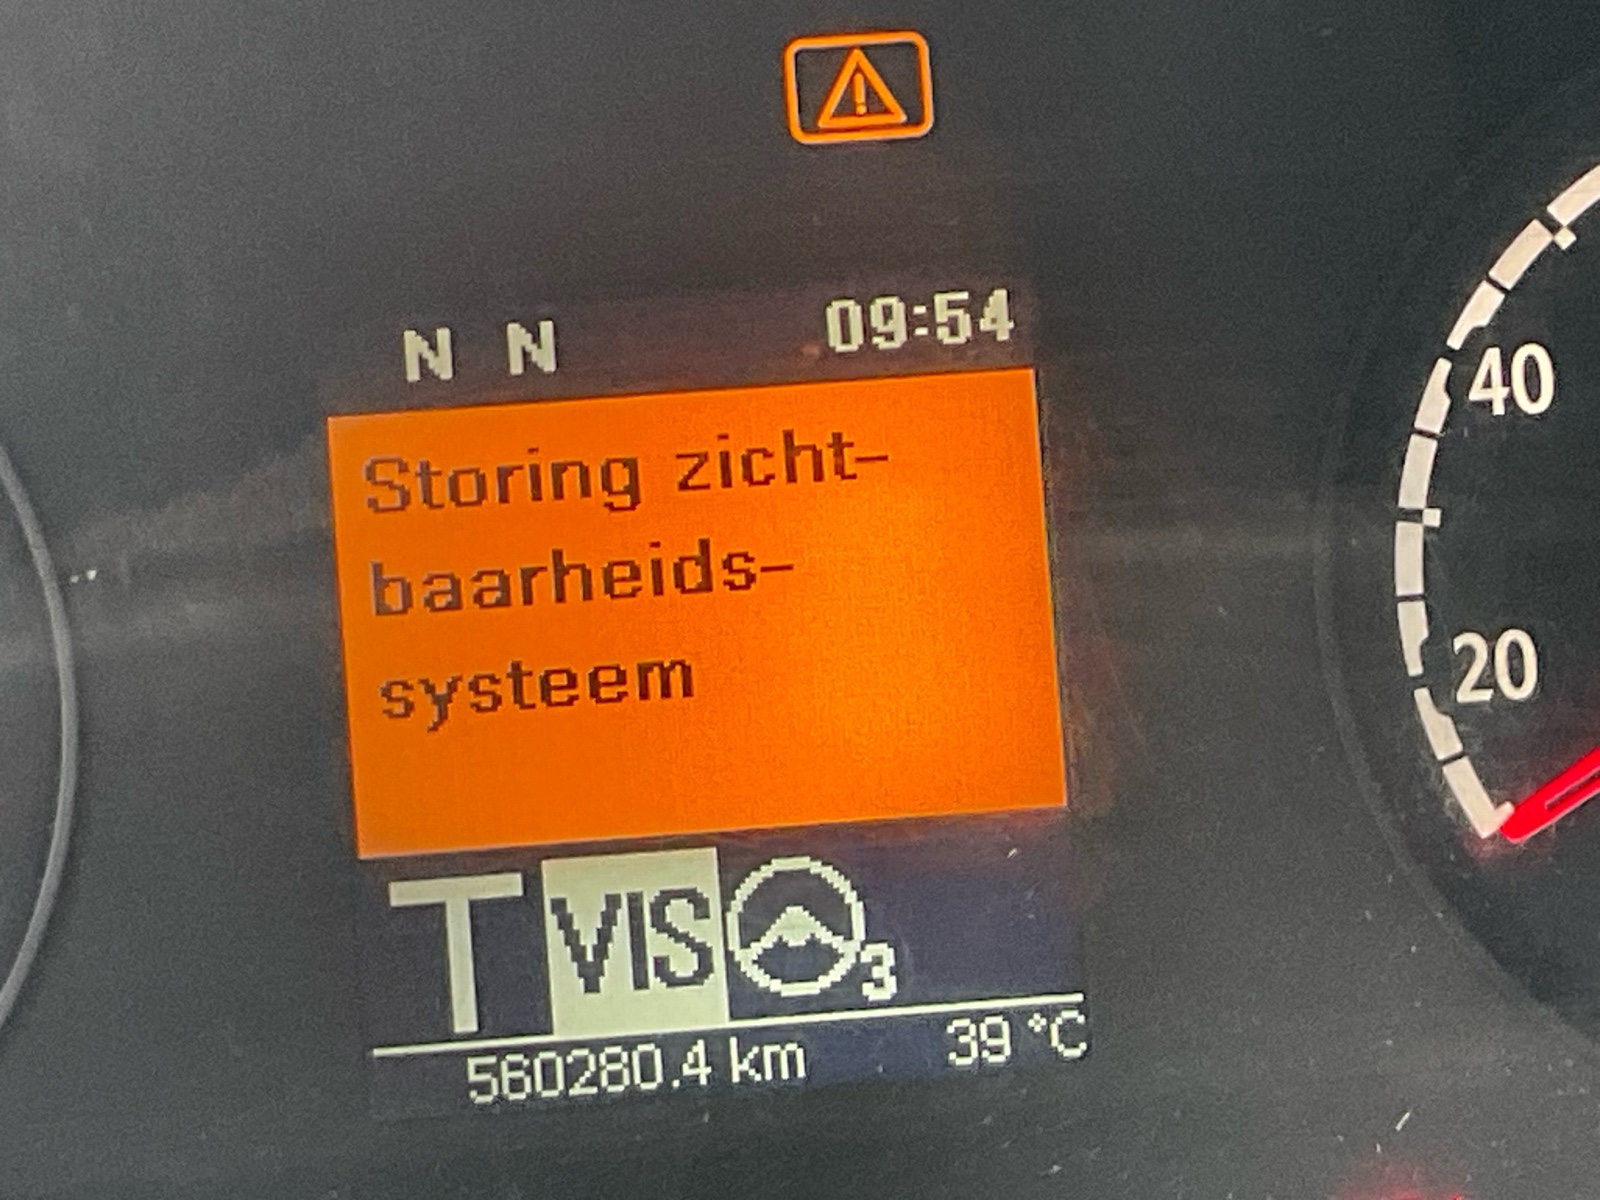 N N 09:54
Storing zicht-
baarheids-
systeem
T VIS 3
560280.4 km 39 °C
40
20